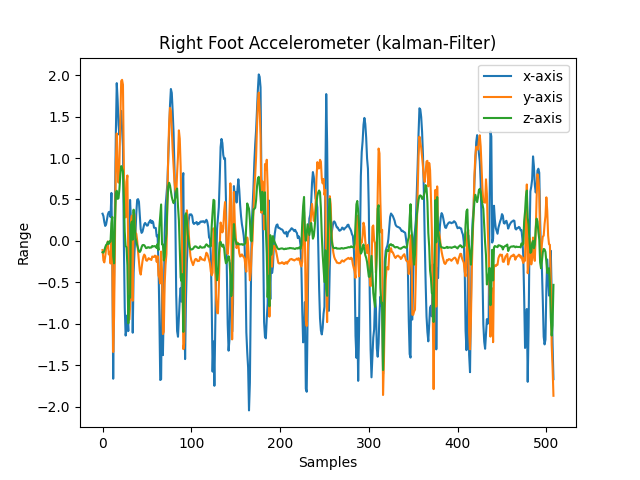 Right Foot Accelerometer (kalman-Filter)
x-axis
y-axis
z-axis
2.0
1.5
1.0
0.5
0.0
−0.5
−1.0
−1.5
−2.0
Range
0 100 200 300 400 500
Samples